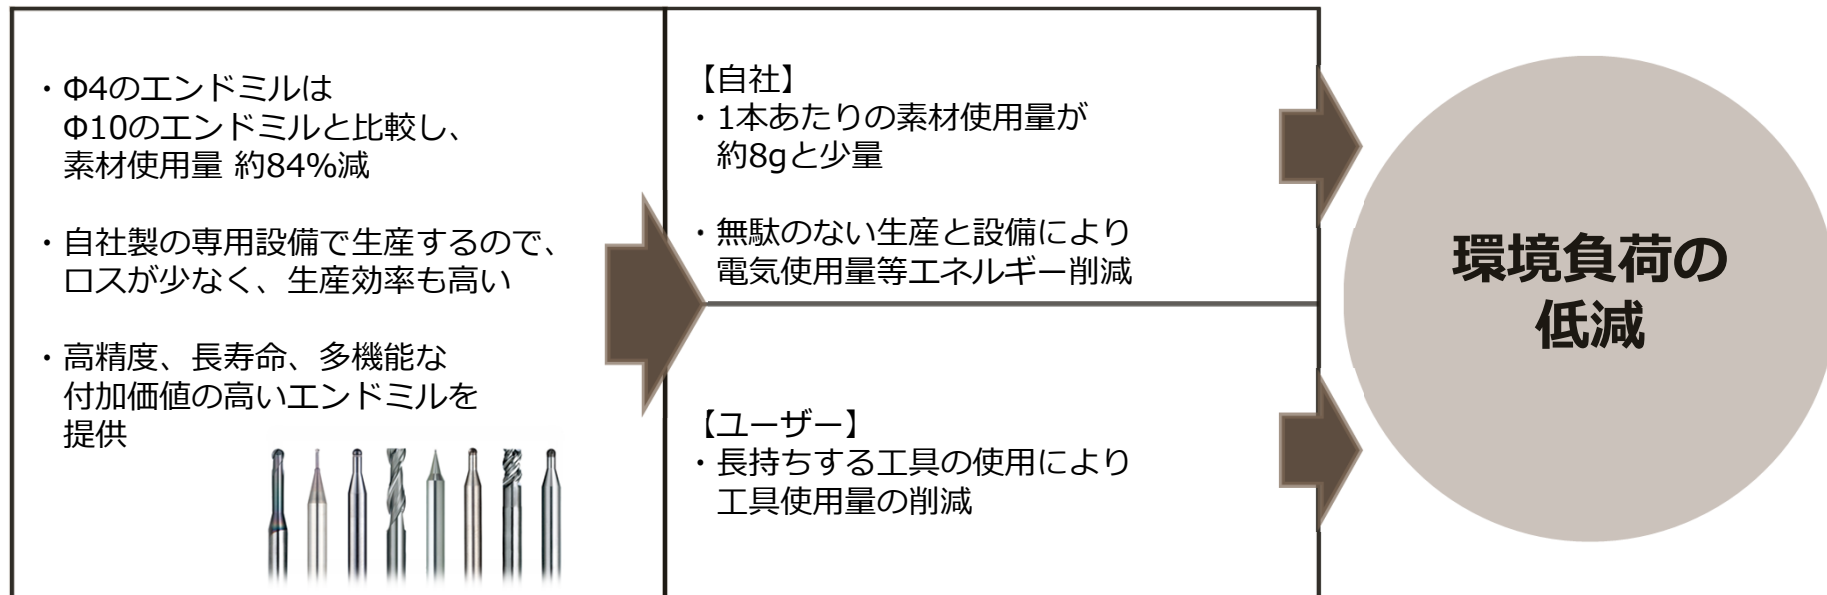 ・Φ4のエンドミルは
Φ10のエンドミルと比較し、
素材使用量 約84%減
・自社製の専用設備で生産するので、
ロスが少なく、生産効率も高い
・高精度、長寿命、多機能な
付加価値の高いエンドミルを
提供
【自社】
・1本あたりの素材使用量が
約8gと少量
・無駄のない生産と設備により
電気使用量等エネルギー削減
【ユーザー】
・長持ちする工具の使用により
工具使用量の削減
環境負荷の
低減